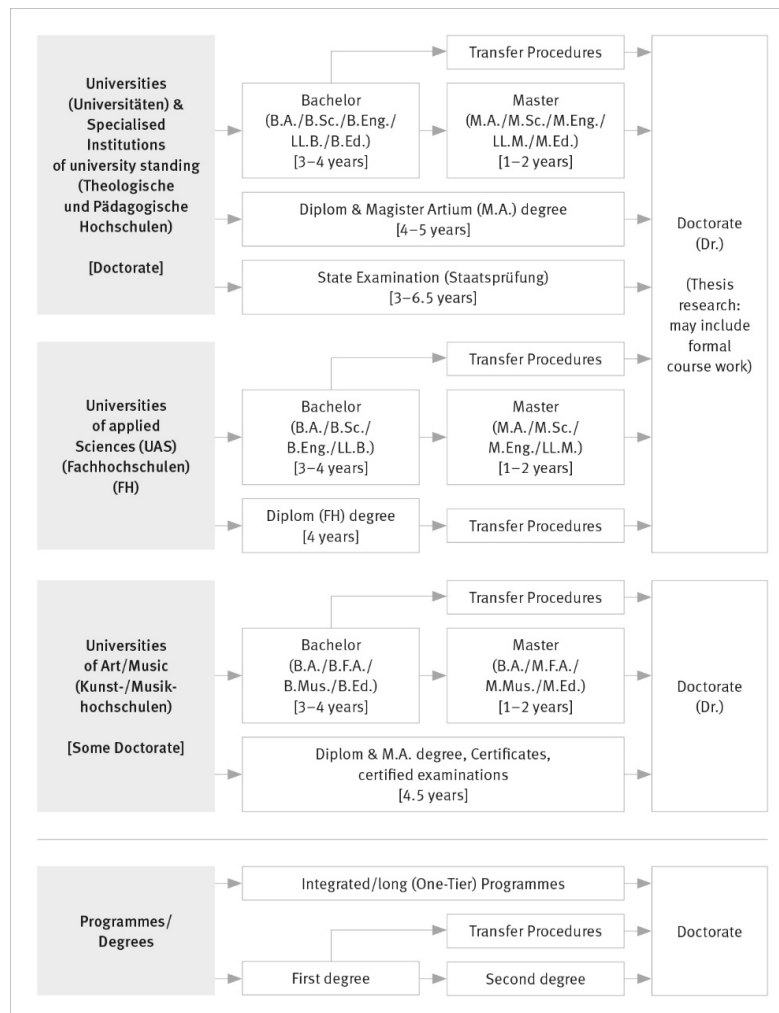 Universities
(Universitäten) &
Specialised
Institutions
of university standing
(Theologische
und Pädagogische
Hochschulen)
[Doctorate]
Transfer Procedures
Bachelor
(B.A./B.Sc./B.Eng./
LL.B./B.Ed.)
[3–4 years]
Master
(M.A./M.Sc./M.Eng./
LL.M./M.Ed.)
[1–2 years]
Diplom & Magister Artium (M.A.) degree
[4–5 years]
State Examination (Staatsprüfung)
[3–6.5 years]
Doctorate
(Dr.)
(Thesis
research:
may include
formal
course work)
Universities
of applied
Sciences (UAS)
(Fachhochschulen)
(FH)
Transfer Procedures
Bachelor
(B.A./B.Sc./
B.Eng./LL.B.)
[3–4 years]
Master
(M.A./M.Sc./
M.Eng./LL.M.)
[1–2 years]
Diplom (FH) degree
[4 years]
Transfer Procedures
Universities
of Art/Music
(Kunst-/Musik-
hochschulen)
[Some Doctorate]
Transfer Procedures
Bachelor
(B.A./B.F.A./
B.Mus./B.Ed.)
[3–4 years]
Master
(B.A./M.F.A./
M.Mus./M.Ed.)
[1–2 years]
Diplom & M.A. degree, Certificates,
certified examinations
[4.5 years]
Doctorate
(Dr.)
Programmes/
Degrees
Integrated/long (One-Tier) Programmes
Transfer Procedures
First degree
Second degree
Doctorate